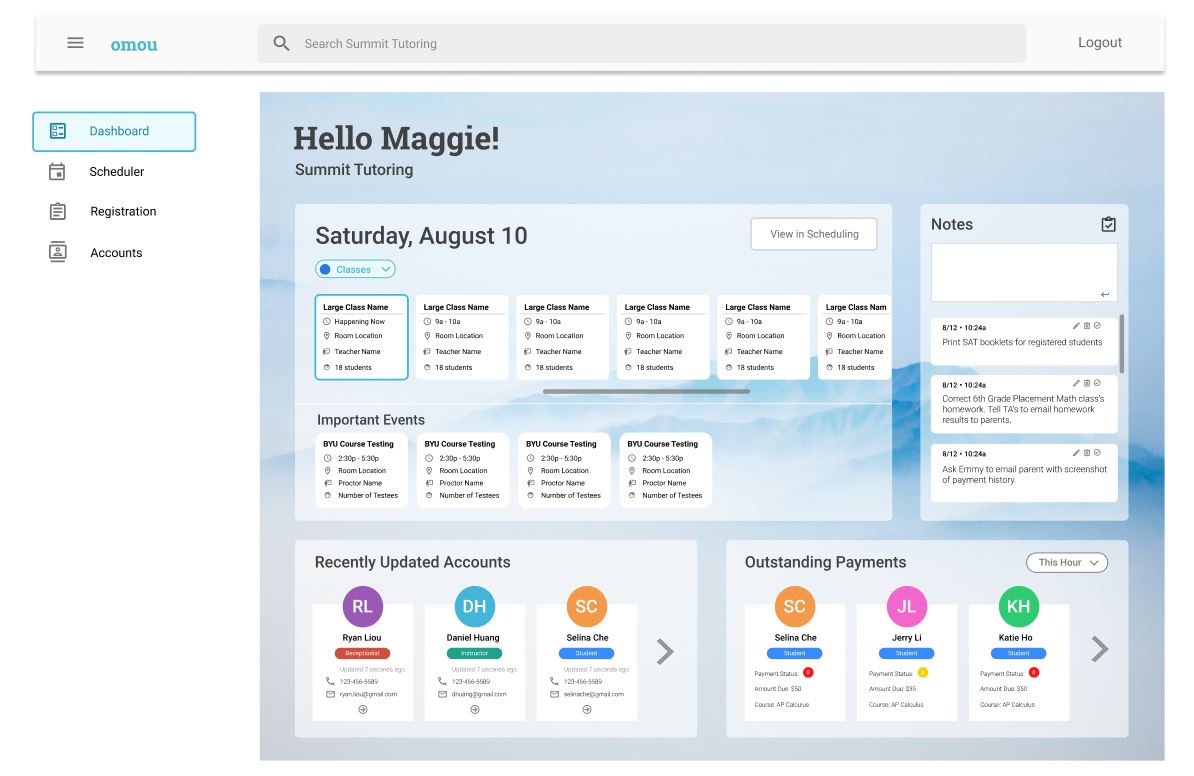 omou
Search Summit Tutoring
Logout
Dashboard
Scheduler
Registration
Accounts
Hello Maggie!
Summit Tutoring
Saturday, August 10
View in Scheduling
Classes
Large Class Name
Happening Now
Room Location
Teacher Name
18 students
Large Class Name
9a - 10a
Room Location
Teacher Name
18 students
Large Class Name
9a - 10a
Room Location
Teacher Name
18 students
Large Class Name
9a - 10a
Room Location
Teacher Name
18 students
Large Class Name
9a - 10a
Room Location
Teacher Name
18 students
Large Class Nam
9a - 10a
Room Location
Teacher Name
18 students
Important Events
BYU Course Testing
2:30p - 5:30p
Room Location
Proctor Name
Number of Testees
BYU Course Testing
2:30p - 5:30p
Room Location
Proctor Name
Number of Testees
BYU Course Testing
2:30p - 5:30p
Room Location
Proctor Name
Number of Testees
BYU Course Testing
2:30p - 5:30p
Room Location
Proctor Name
Number of Testees
Notes
8/12 • 10:24a
Print SAT booklets for registered students
8/12 • 10:24a
Correct 6th Grade Placement Math class's
homework. Tell TA's to email homework
results to parents.
8/12 • 10:24a
Ask Emmy to email parent with screenshot
of payment history.
Recently Updated Accounts
RL
Ryan Liou
Receptionist
Updated 7 seconds ago
123-456-5589
ryan.liou@gmail.com
DH
Daniel Huang
Instructor
Updated 7 seconds ago
123-456-5589
dhuang@gmail.com
SC
Selina Che
Student
Updated 7 seconds ago
123-456-5589
selinache@gmail.com
Outstanding Payments
This Hour
SC
Selina Che
Student
Payment Status:
Amount Due: $50
Course: AP Calculus
JL
Jerry Li
Student
Payment Status:
Amount Due: $35
Course: AP Calculus
KH
Katie Ho
Student
Payment Status:
Amount Due: $50
Course: AP Calculus